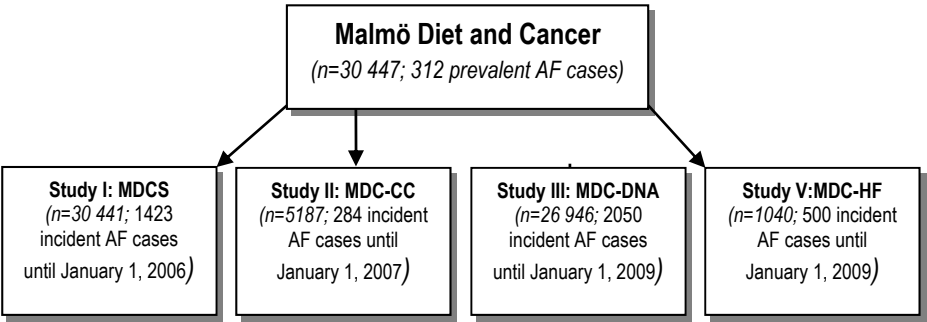 Malmö Diet and Cancer
(n=30 447; 312 prevalent AF cases)
Study I: MDCS
(n=30 441; 1423
incident AF cases
until January 1, 2006)
Study II: MDC-CC
(n=5187; 284 incident
AF cases until
January 1, 2007)
Study III: MDC-DNA
(n=26 946; 2050
incident AF cases
until January 1, 2009)
Study V:MDC-HF
(n=1040; 500 incident
AF cases until
January 1, 2009)